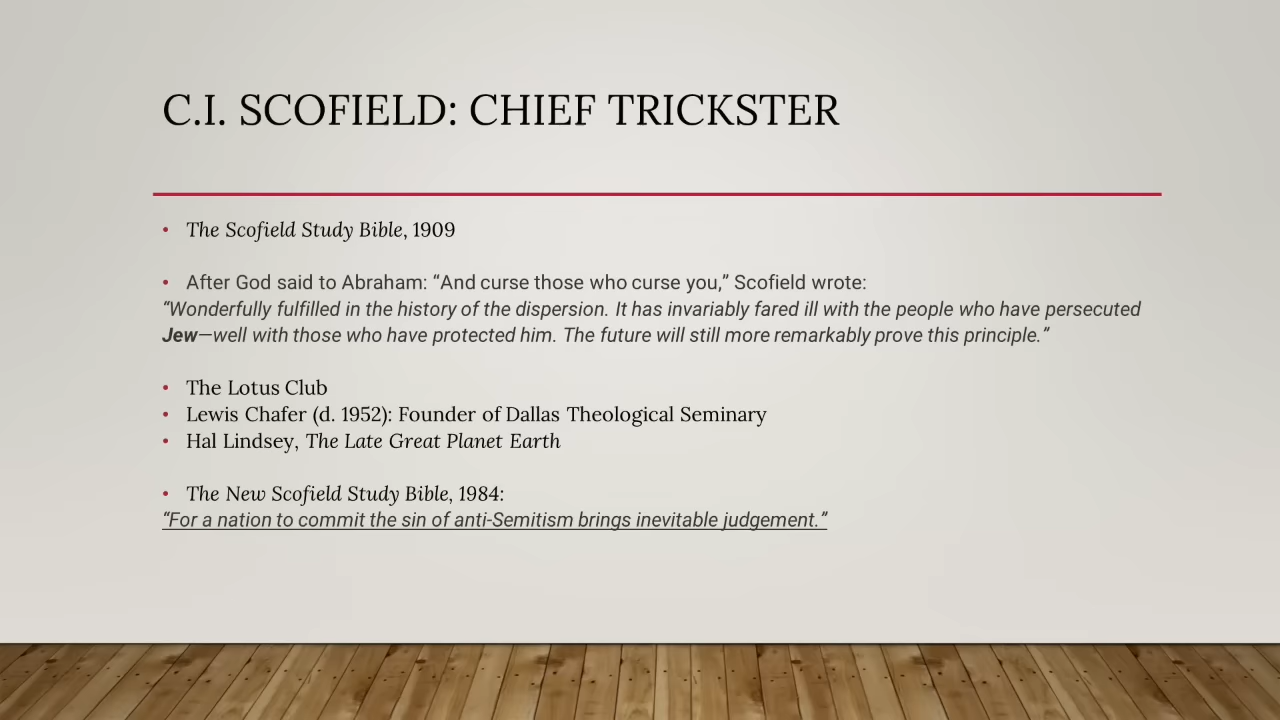 C.I. SCOFIELD: CHIEF TRICKSTER
• The Scofield Study Bible, 1909
• After God said to Abraham: “And curse those who curse you,” Scofield wrote:
“Wonderfully fulfilled in the history of the dispersion. It has invariably fared ill with the people who have persecuted
Jew—well with those who have protected him. The future will still more remarkably prove this principle.”
• The Lotus Club
• Lewis Chafer (d. 1952): Founder of Dallas Theological Seminary
• Hal Lindsey, The Late Great Planet Earth
• The New Scofield Study Bible, 1984:
“For a nation to commit the sin of anti-Semitism brings inevitable judgement.”